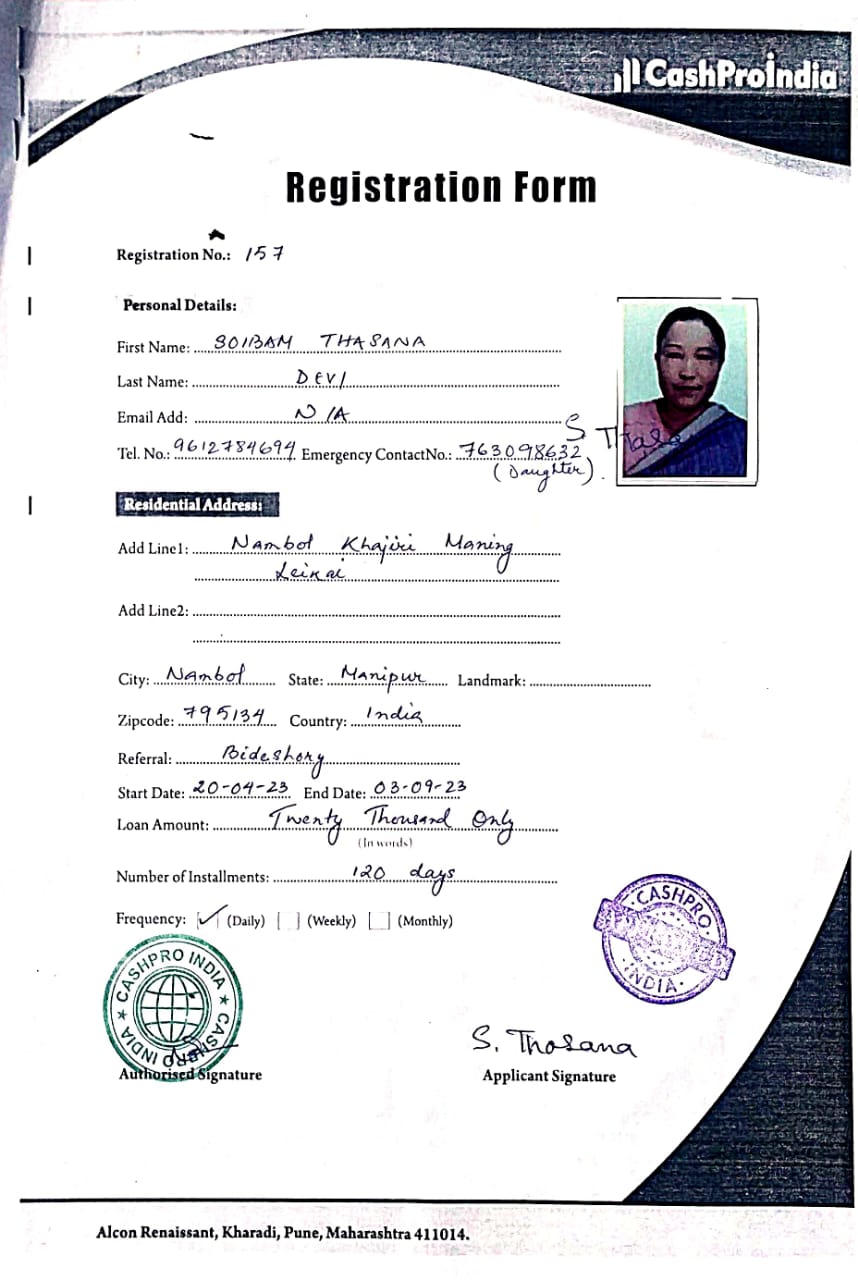 CashProIndia
Registration Form
Registration No.: 157
Personal Details:
First Name: SOIBAM THASANA
Last Name: DEVI
Email Add: N/A
S Thasa
Tel. No.: 9612784694 Emergency ContactNo.: 763098632
(Daughter).
Residential Address:
Add Line1: Nambol Khajiri Maning
Leikai
Add Line2:
City: Nambol State: Manipur Landmark:
Zipcode: 795134 Country: India
Referral: Bideshory
Start Date: 20-04-23 End Date: 03-09-23
Loan Amount: Twenty Thousand Only
(In words)
Number of Installments: 120 days
Frequency: ✓ (Daily) [ ] (Weekly) [ ] (Monthly)
CASHPRO INDIA ★ CASHPRO INDIA ★
CASHPRO
INDIA
S. Thosana
Authorised Signature Applicant Signature
Alcon Renaissant, Kharadi, Pune, Maharashtra 411014.